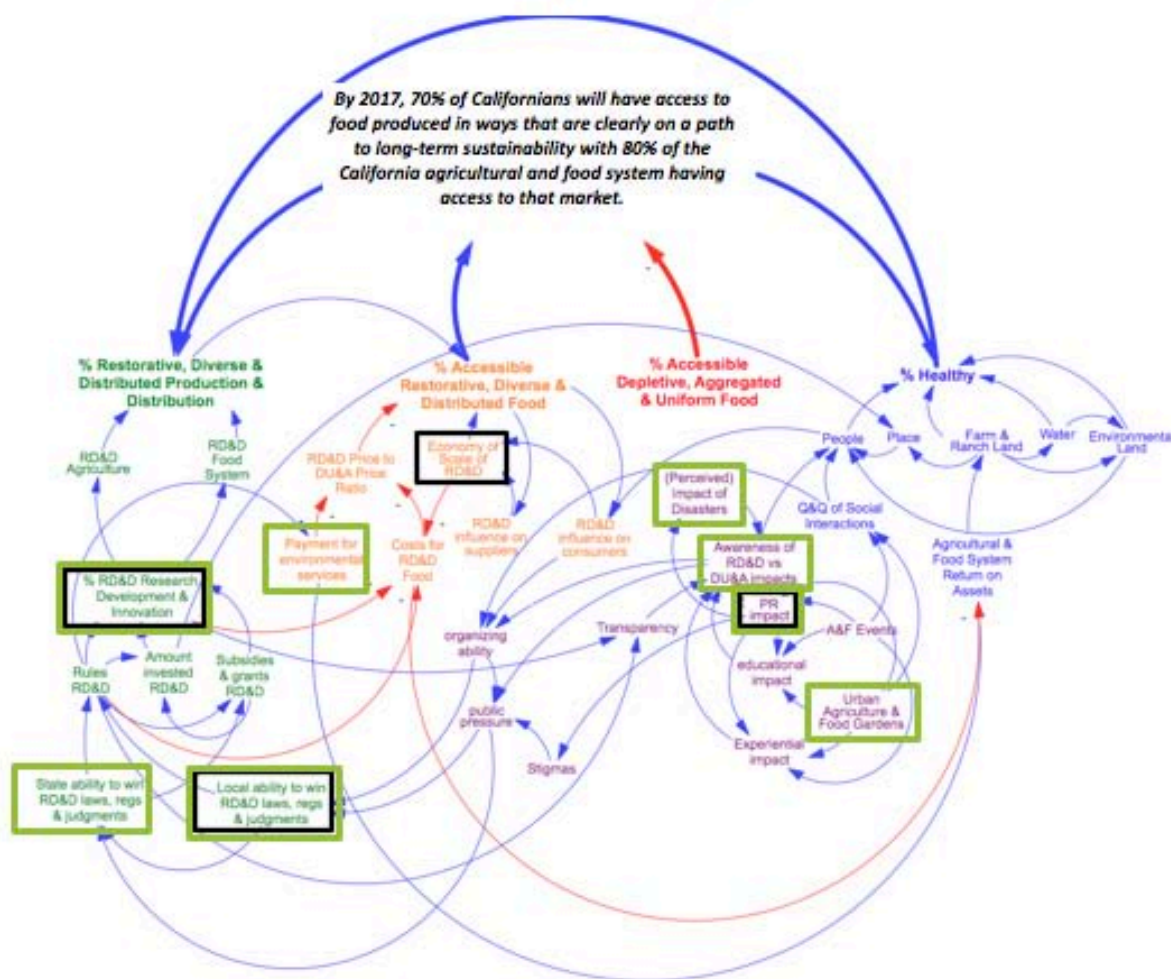 By 2017, 70% of Californians will have access to
food produced in ways that are clearly on a path
to long-term sustainability with 80% of the
California agricultural and food system having
access to that market.
% Restorative, Diverse &
Distributed Production &
Distribution
% Accessible
Restorative, Diverse &
Distributed Food
% Accessible
Depletive, Aggregated
& Uniform Food
% Healthy
RD&D
Agriculture
RD&D
Food
System
RD&D Price to
DU&A Price
Ratio
Economy of
Scale of
RD&D
People
Place
Farm &
Ranch Land
Water
Environmental
Land
(Perceived)
Impact of
Disasters
Q&Q of Social
Interactions
Payment for
environmental
services
Costs for
RD&D
Food
RD&D
influence on
suppliers
RD&D
influence on
consumers
Awareness of
RD&D vs
DU&A impacts
Agricultural &
Food System
Return on
Assets
% RD&D Research,
Development &
Innovation
PR
impact
organizing
ability
Transparency
A&F Events
Rules
RD&D
Amount
invested
RD&D
Subsidies
& grants
RD&D
educational
impact
public
pressure
Urban
Agriculture &
Food Gardens
Stigmas
Experiential
impact
State ability to win
RD&D laws, regs
& judgments
Local ability to win
RD&D laws, regs
& judgments